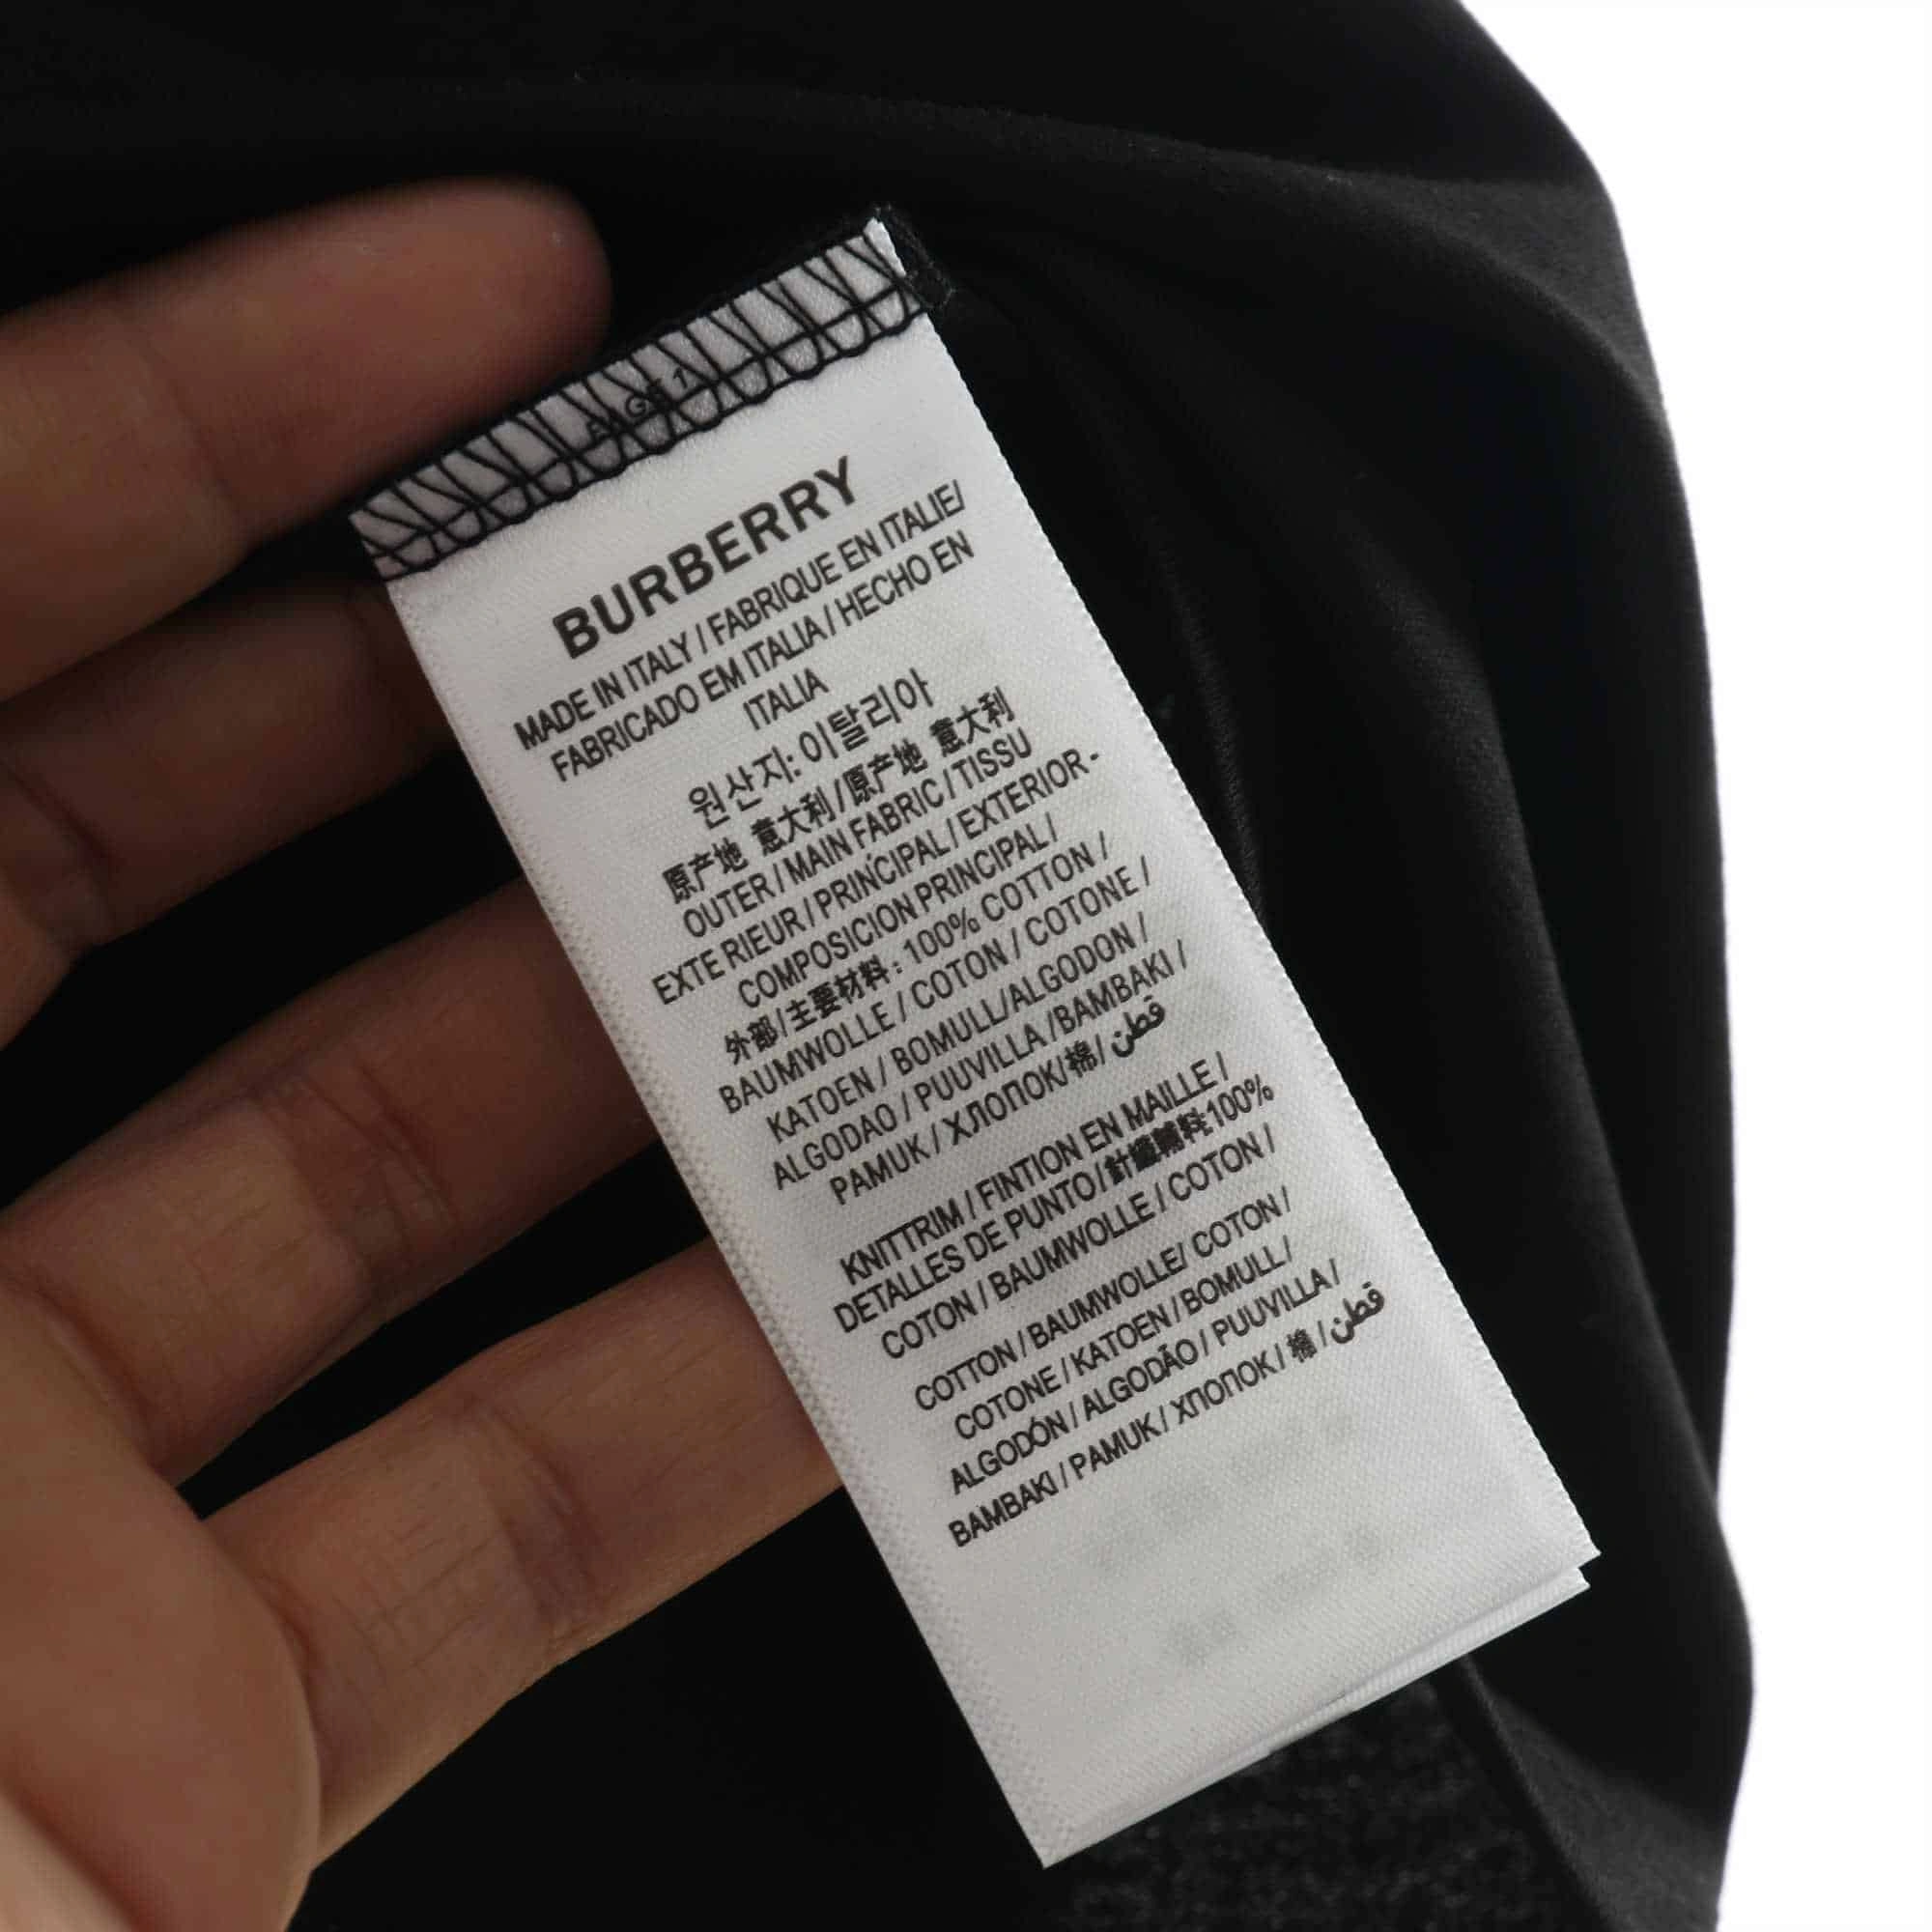 PAGE 1
BURBERRY
MADE IN ITALY / FABRIQUE EN ITALIE/
FABRICADO EM ITALIA / HECHO EN
ITALIA
원산지: 이탈리아
原产地 意大利 / 原产地 意大利
OUTER / MAIN FABRIC / TISSU
EXTE RIEUR / PRINCIPAL / EXTERIOR -
COMPOSICION PRINCIPAL /
外部 / 主要材料 : 100% COTTON /
BAUMWOLLE / COTON / COTONE /
KATOEN / BOMULL/ALGODON /
ALGODAO / PUUVILLA /BAMBAKI /
PAMUK / ХЛОПОК/ 棉/ قطن
KNITTRIM / FINTION EN MAILLE /
DETALLES DE PUNTO / 針織輔料:100%
COTON / BAUMWOLLE / COTON /
COTTON / BAUMWOLLE/ COTON /
COTONE / KATOEN / BOMULL /
ALGODÓN / ALGODÃO / PUUVILLA /
BAMBAKI / PAMUK / ХЛОПОК / 棉 / قطن